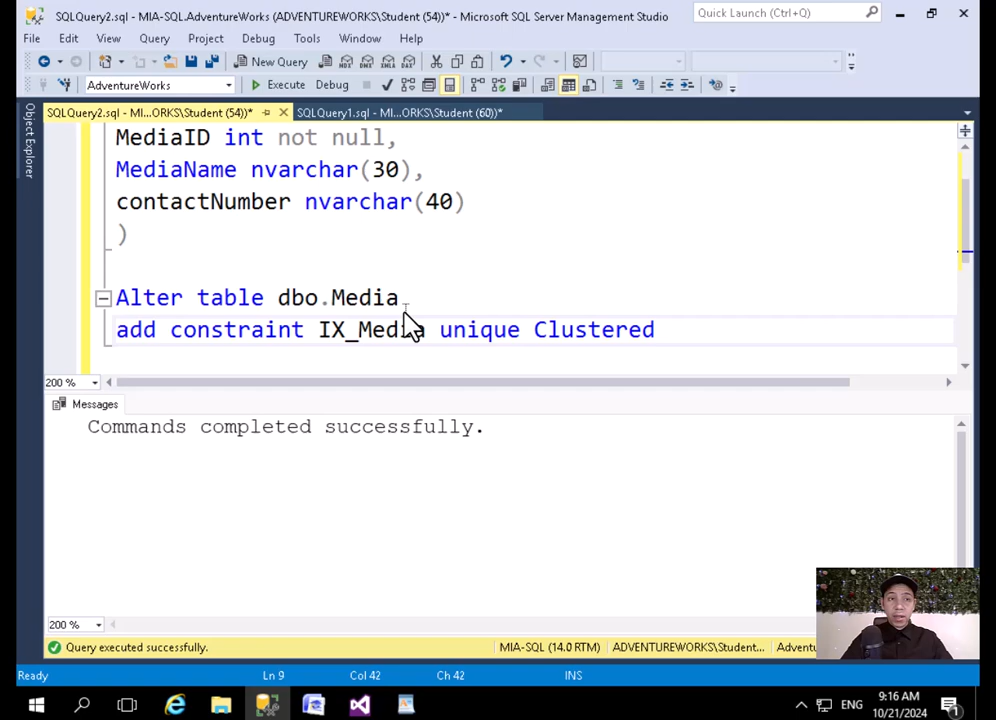 SQLQuery2.sql - MIA-SQL.AdventureWorks (ADVENTUREWORKS\Student (54))* - Microsoft SQL Server Management Studio
Quick Launch (Ctrl+Q)
File Edit View Query Project Debug Tools Window Help
New Query
AdventureWorks Execute Debug
Object Explorer
SQLQuery2.sql - MI...ORKS\Student (54))* SQLQuery1.sql - MI...ORKS\Student (60))*
MediaID int not null,
MediaName nvarchar(30),
contactNumber nvarchar(40)
)
Alter table dbo.Media
add constraint IX_Media unique Clustered
200 %
Messages
Commands completed successfully.
200 %
Query executed successfully. MIA-SQL (14.0 RTM) ADVENTUREWORKS\Student... Adventu
Ready Ln 9 Col 42 Ch 42 INS
ENG 9:16 AM
10/21/2024 1